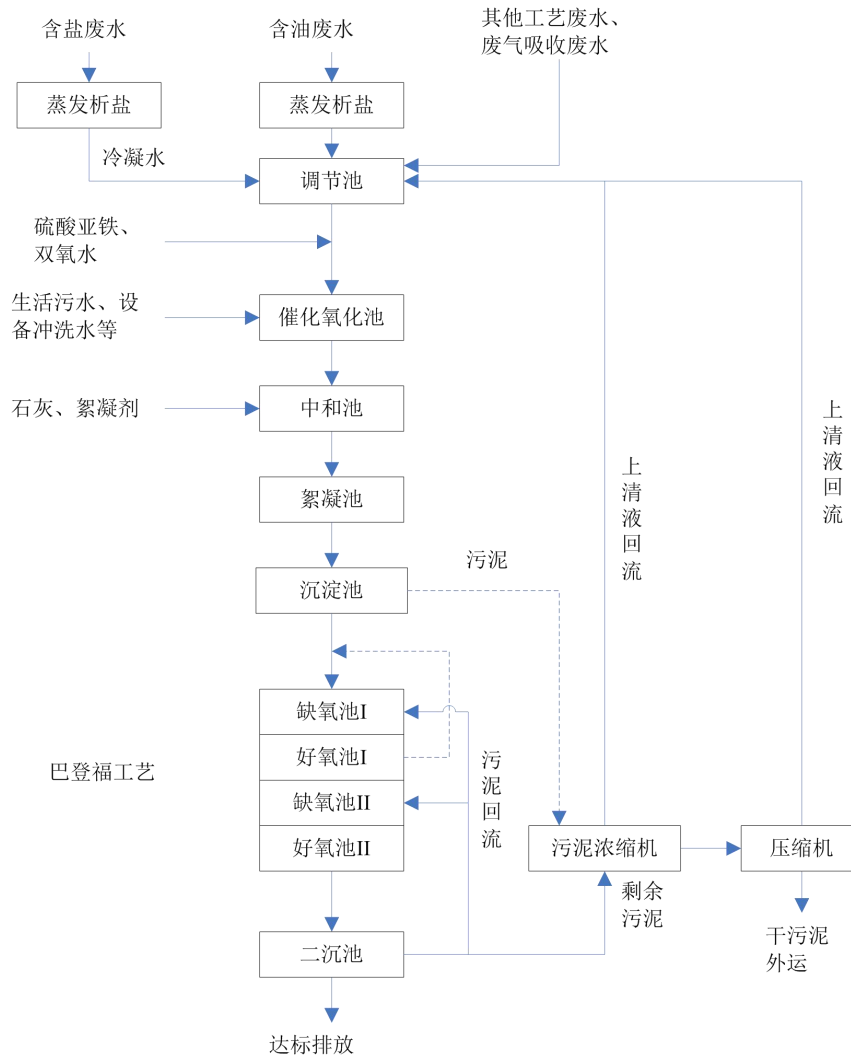 含盐废水
含油废水
其他工艺废水、
废气吸收废水
蒸发析盐
蒸发析盐
冷凝水
调节池
硫酸亚铁、
双氧水
生活污水、设
备冲洗水等
催化氧化池
石灰、絮凝剂
中和池
上清液回流
上清液回流
絮凝池
污泥
沉淀池
缺氧池I
好氧池I
缺氧池II
好氧池II
巴登福工艺
污泥回流
污泥浓缩机
压缩机
剩余
污泥
二沉池
干污泥
外运
达标排放